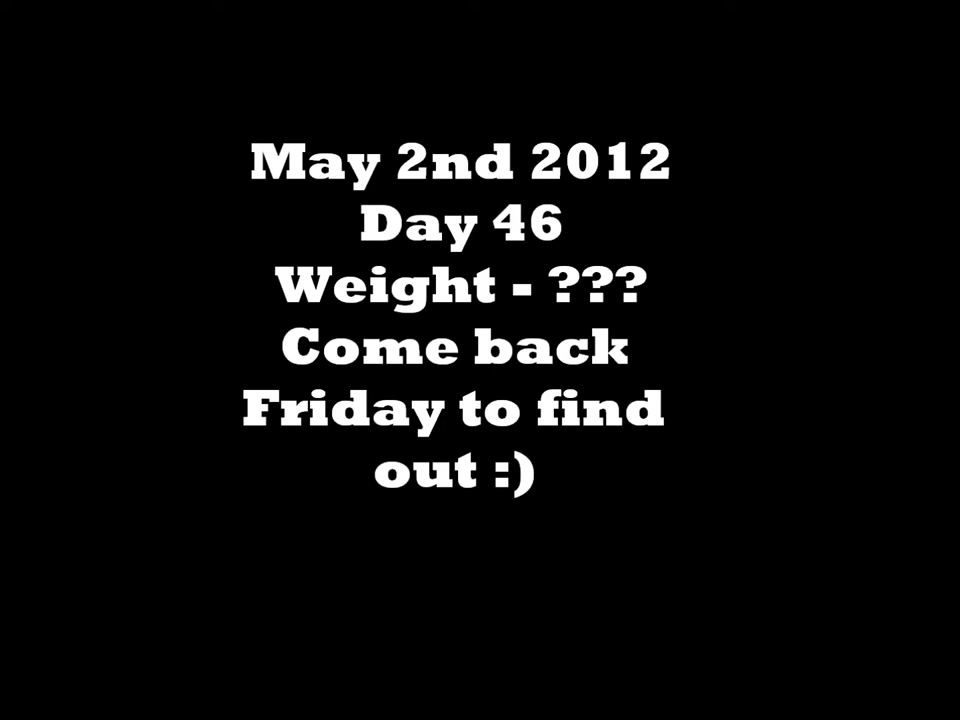 May 2nd 2012
Day 46
Weight - ???
Come back
Friday to find
out :)